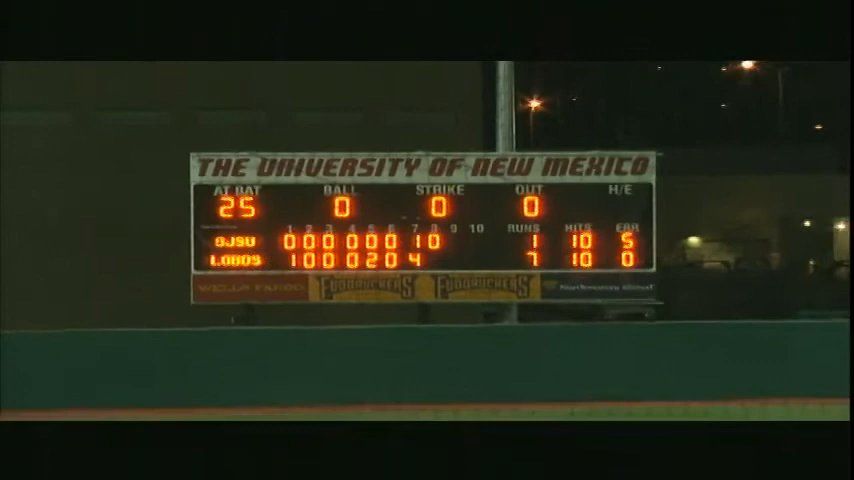 THE UNIVERSITY OF NEW MEXICO
AT BAT BALL STRIKE OUT H/E
25 0 0 0
1 2 3 4 5 6 7 8 9 10 RUNS HITS ERR
SJSU 0 0 0 0 0 0 1 0 1 10 5
LOBOS 1 0 0 0 2 0 4 7 10 0
WELLS FARGO FUDDRUCKERS FUDDRUCKERS Northwestern Mutual